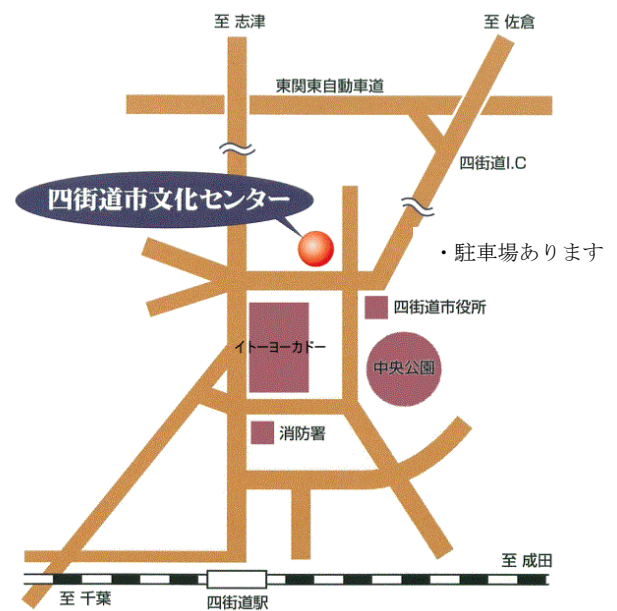 至 志津
至 佐倉
東関東自動車道
四街道I.C
四街道市文化センター
・駐車場あります
四街道市役所
イトーヨーカドー
中央公園
消防署
至 成田
至 千葉
四街道駅